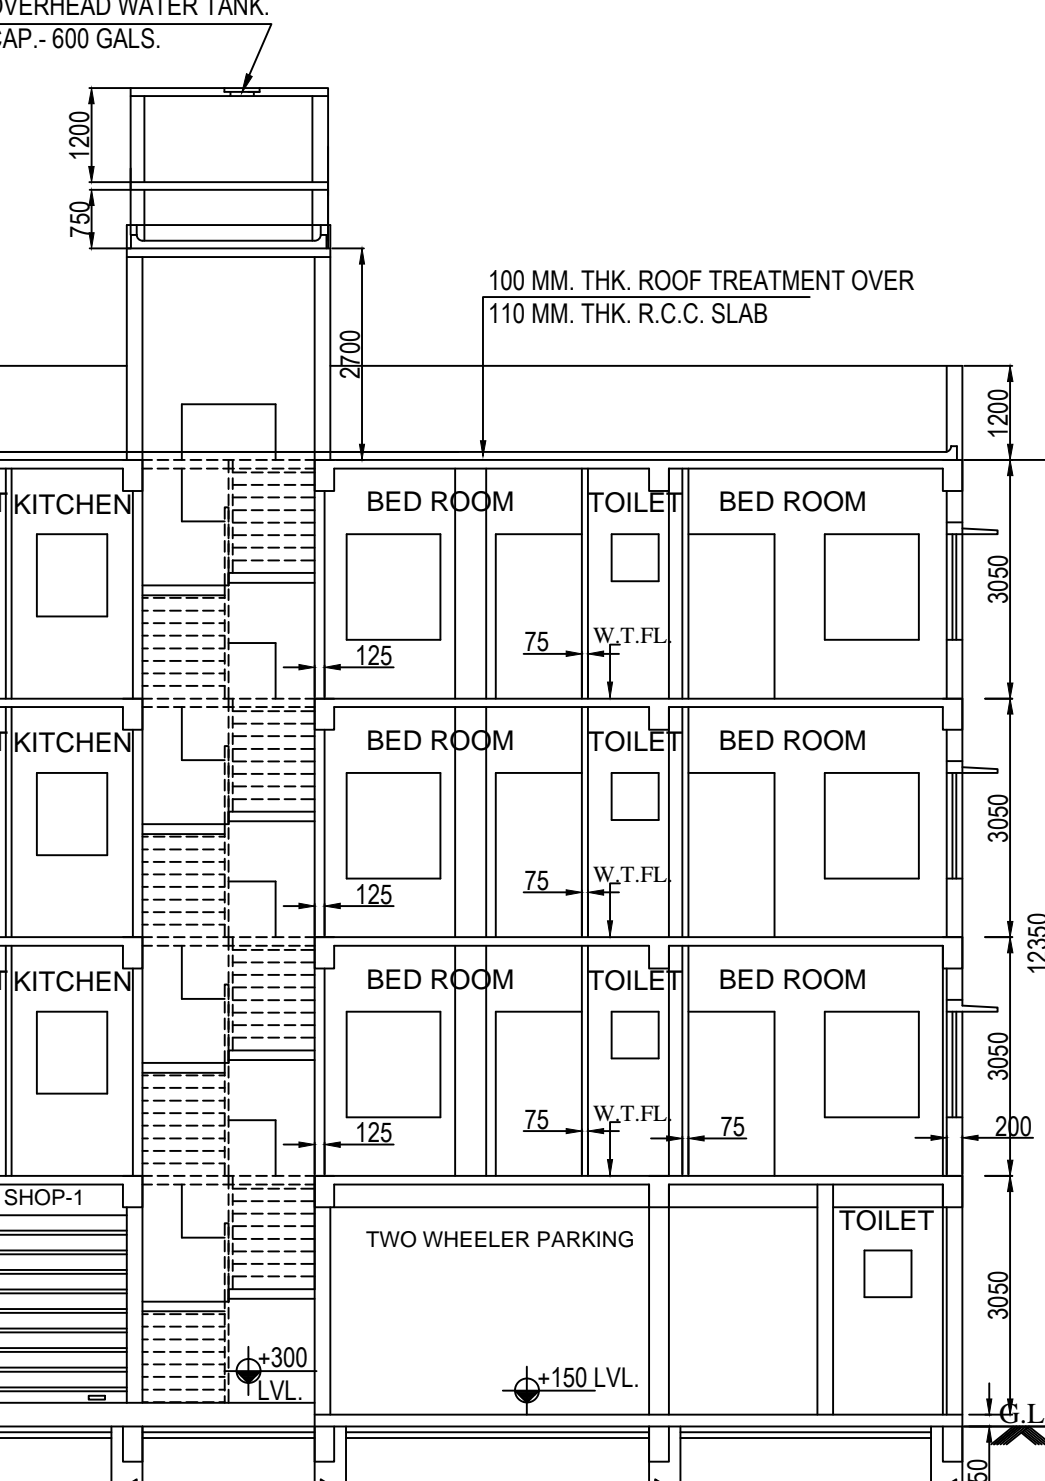 OVERHEAD WATER TANK.
CAP.- 600 GALS.
1200
750
2700
100 MM. THK. ROOF TREATMENT OVER
110 MM. THK. R.C.C. SLAB
1200
KITCHEN
BED ROOM
TOILET
BED ROOM
3050
125
75
W.T.FL.
KITCHEN
BED ROOM
TOILET
BED ROOM
3050
125
75
W.T.FL.
12350
KITCHEN
BED ROOM
TOILET
BED ROOM
3050
125
75
W.T.FL.
75
200
SHOP-1
TWO WHEELER PARKING
TOILET
3050
+300
LVL.
+150 LVL.
G.L